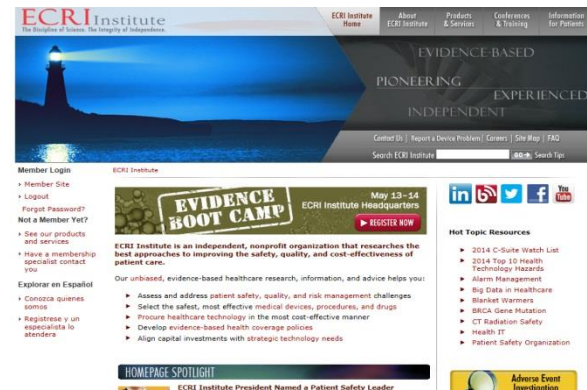 ECRI Institute
The Discipline of Science. The Integrity of Independence.
ECRI Institute Home
About ECRI Institute
Products & Services
Conferences & Training
Information for Patients
EVIDENCE-BASED
PIONEERING
EXPERIENCED
INDEPENDENT
Contact Us | Report a Device Problem | Careers | Site Map | FAQ
Search ECRI Institute GO Search Tips
Member Login
Member Site
Logout
Forgot Password?
Not a Member Yet?
See our products
and services
Have a membership
specialist contact
you
Explorar en Español
Conozca quienes
somos
Registrese y un
especialista lo
atendera
ECRI Institute
EVIDENCE
BOOT CAMP
May 13-14
ECRI Institute Headquarters
REGISTER NOW
ECRI Institute is an independent, nonprofit organization that researches the
best approaches to improving the safety, quality, and cost-effectiveness of
patient care.
Our unbiased, evidence-based healthcare research, information, and advice helps you:
Assess and address patient safety, quality, and risk management challenges
Select the safest, most effective medical devices, procedures, and drugs
Procure healthcare technology in the most cost-effective manner
Develop evidence-based health coverage policies
Align capital investments with strategic technology needs
HOMEPAGE SPOTLIGHT
ECRI Institute President Named a Patient Safety Leader
in
You
Tube
Hot Topic Resources
2014 C-Suite Watch List
2014 Top 10 Health
Technology Hazards
Alarm Management
Big Data in Healthcare
Blanket Warmers
BRCA Gene Mutation
CT Radiation Safety
Health IT
Patient Safety Organization
Adverse Event
Investigation